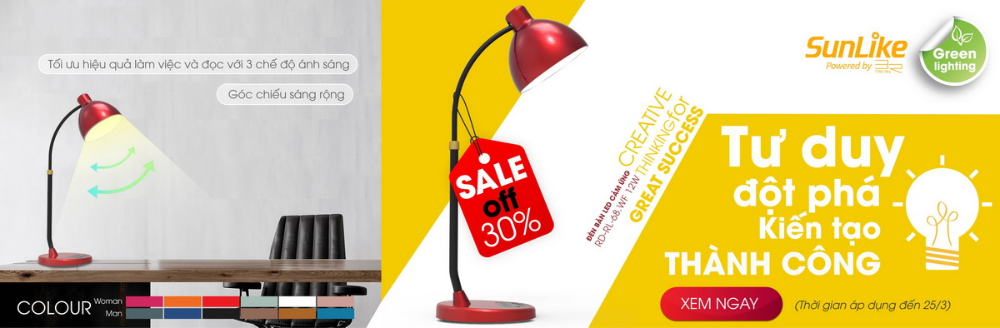 Tối ưu hiệu quả làm việc và đọc với 3 chế độ ánh sáng
Góc chiếu sáng rộng
COLOUR
Woman
Man
SALE
off
30%
ĐÈN BÀN LED CẢM ỨNG
RD-RL-68.WF 12W
CREATIVE
THINKING for
GREAT SUCCESS
SunLike
Powered by
Green
lighting
Tư duy
đột phá
Kiến tạo
THÀNH CÔNG
XEM NGAY
(Thời gian áp dụng đến 25/3)